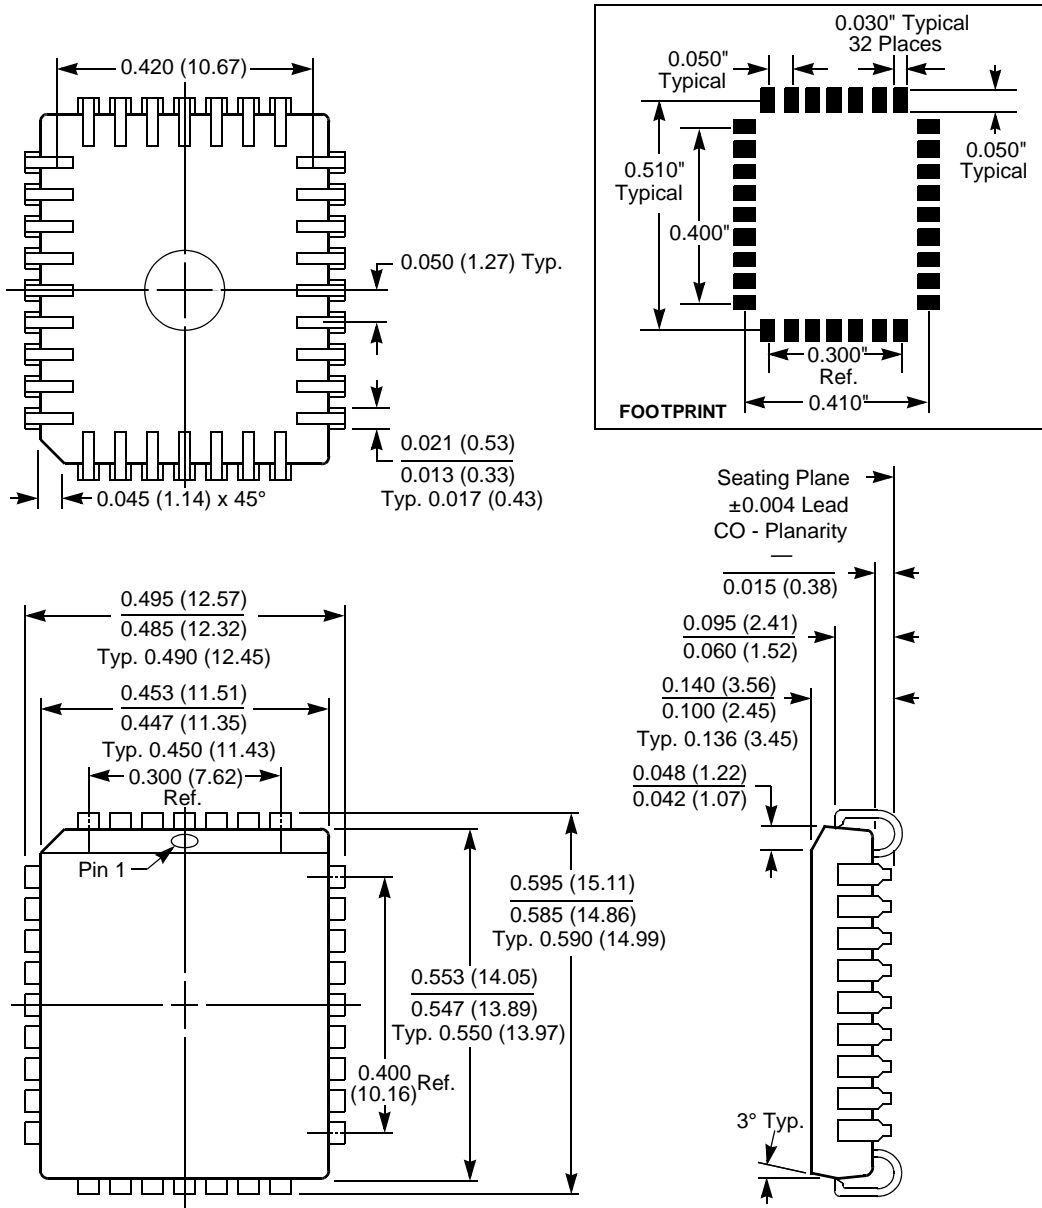 0.420 (10.67)
0.050 (1.27) Typ.
0.021 (0.53)
0.013 (0.33)
Typ. 0.017 (0.43)
0.045 (1.14) x 45°
0.030" Typical
32 Places
0.050"
Typical
0.050"
Typical
0.510"
Typical
0.400"
0.300"
Ref.
0.410"
FOOTPRINT
Seating Plane
±0.004 Lead
CO - Planarity
—
0.015 (0.38)
0.095 (2.41)
0.060 (1.52)
0.140 (3.56)
0.100 (2.45)
Typ. 0.136 (3.45)
0.048 (1.22)
0.042 (1.07)
3° Typ.
0.495 (12.57)
0.485 (12.32)
Typ. 0.490 (12.45)
0.453 (11.51)
0.447 (11.35)
Typ. 0.450 (11.43)
0.300 (7.62)
Ref.
Pin 1
0.595 (15.11)
0.585 (14.86)
Typ. 0.590 (14.99)
0.553 (14.05)
0.547 (13.89)
Typ. 0.550 (13.97)
0.400
(10.16) Ref.